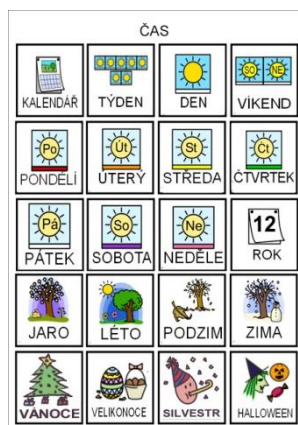 ČAS
KALENDÁŘ TÝDEN DEN VÍKEND
SO NE
Po Út St Čt
PONDĚLÍ ÚTERÝ STŘEDA ČTVRTEK
Pá So Ne 12
PÁTEK SOBOTA NEDĚLE ROK
JARO LÉTO PODZIM ZIMA
VÁNOCE VELIKONOCE SILVESTR HALLOWEEN